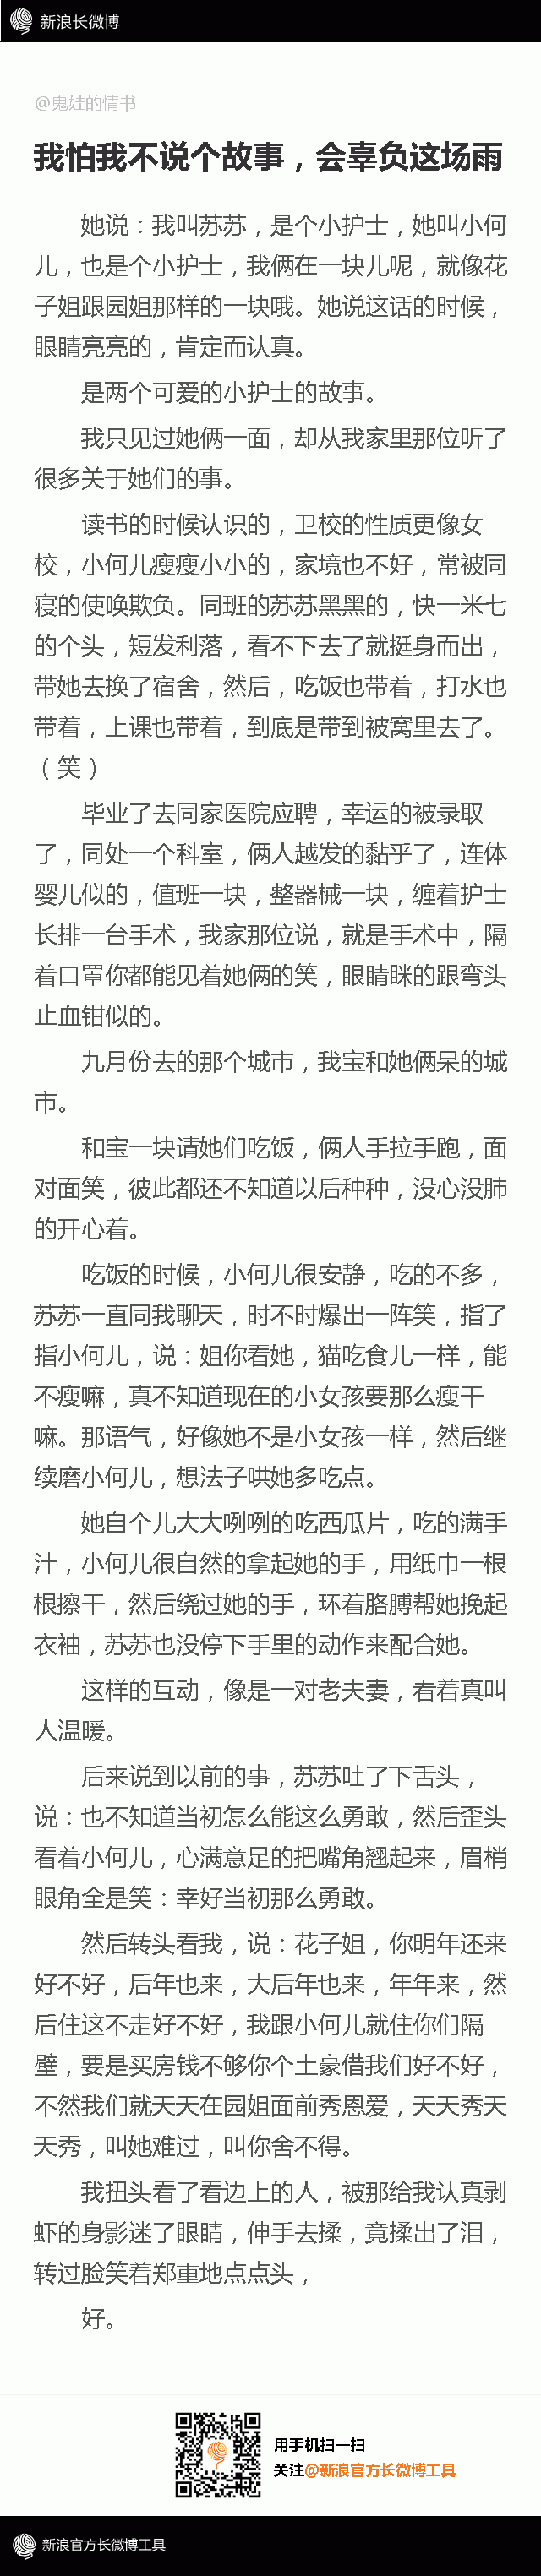 新浪长微博
@鬼娃的情书
我怕我不说个故事，会辜负这场雨
她说：我叫苏苏，是个小护士，她叫小何
儿，也是个小护士，我俩在一块儿呢，就像花
子姐跟园姐那样的一块哦。她说这话的时候，
眼睛亮亮的，肯定而认真。
是两个可爱的小护士的故事。
我只见过她俩一面，却从我家里那位听了
很多关于她们的事。
读书的时候认识的，卫校的性质更像女
校，小何儿瘦瘦小小的，家境也不好，常被同
寝的使唤欺负。同班的苏苏黑黑的，快一米七
的个头，短发利落，看不下去了就挺身而出，
带她去换了宿舍，然后，吃饭也带着，打水也
带着，上课也带着，到底是带到被窝里去了。
（笑）
毕业了去同家医院应聘，幸运的被录取
了，同处一个科室，俩人越发的黏乎了，连体
婴儿似的，值班一块，整器械一块，缠着护士
长排一台手术，我家那位说，就是手术中，隔
着口罩你都能见着她俩的笑，眼睛眯的跟弯头
止血钳似的。
九月份去的那个城市，我宝和她俩呆的城
市。
和宝一块请她们吃饭，俩人手拉手跑，面
对面笑，彼此都还不知道以后种种，没心没肺
的开心着。
吃饭的时候，小何儿很安静，吃的不多，
苏苏一直同我聊天，时不时爆出一阵笑，指了
指小何儿，说：姐你看她，猫吃食儿一样，能
不瘦嘛，真不知道现在的小女孩要那么瘦干
嘛。那语气，好像她不是小女孩一样，然后继
续磨小何儿，想法子哄她多吃点。
她自个儿大大咧咧的吃西瓜片，吃的满手
汁，小何儿很自然的拿起她的手，用纸巾一根
根擦干，然后绕过她的手，环着胳膊帮她挽起
衣袖，苏苏也没停下手里的动作来配合她。
这样的互动，像是一对老夫妻，看着真叫
人温暖。
后来说到以前的事，苏苏吐了下舌头，
说：也不知道当初怎么能这么勇敢，然后歪头
看着小何儿，心满意足的把嘴角翘起来，眉梢
眼角全是笑：幸好当初那么勇敢。
然后转头看我，说：花子姐，你明年还来
好不好，后年也来，大后年也来，年年来，然
后住这不走好不好，我跟小何儿就住你们隔
壁，要是买房钱不够你个土豪借我们好不好，
不然我们就天天在园姐面前秀恩爱，天天秀天
天秀，叫她难过，叫你舍不得。
我扭头看了看边上的人，被那给我认真剥
虾的身影迷了眼睛，伸手去揉，竟揉出了泪，
转过脸笑着郑重地点点头，
好。
用手机扫一扫
关注@新浪官方长微博工具
新浪官方长微博工具